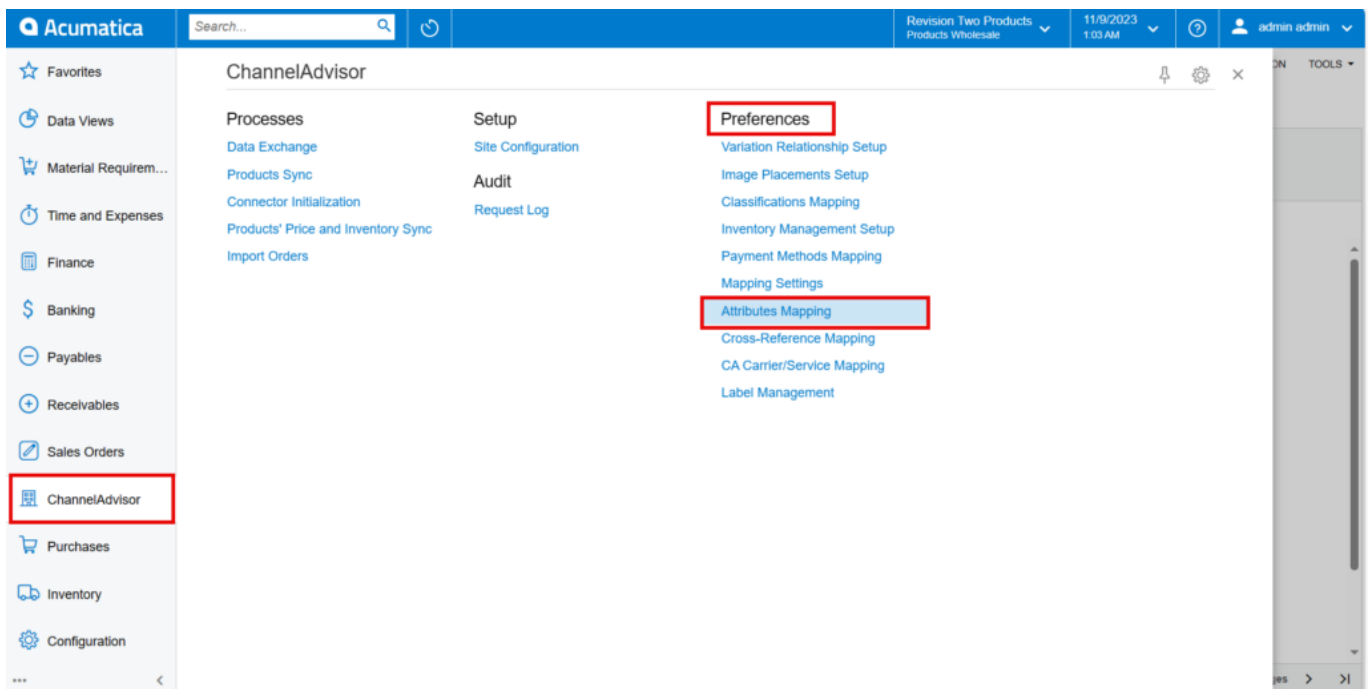 Acumatica
Search...
Revision Two Products
Products Wholesale
11/9/2023
1:03 AM
admin admin
Favorites
Data Views
Material Requirem...
Time and Expenses
Finance
Banking
Payables
Receivables
Sales Orders
ChannelAdvisor
Purchases
Inventory
Configuration
ChannelAdvisor
Processes
Data Exchange
Products Sync
Connector Initialization
Products' Price and Inventory Sync
Import Orders
Setup
Site Configuration
Audit
Request Log
Preferences
Variation Relationship Setup
Image Placements Setup
Classifications Mapping
Inventory Management Setup
Payment Methods Mapping
Mapping Settings
Attributes Mapping
Cross-Reference Mapping
CA Carrier/Service Mapping
Label Management
TOOLS